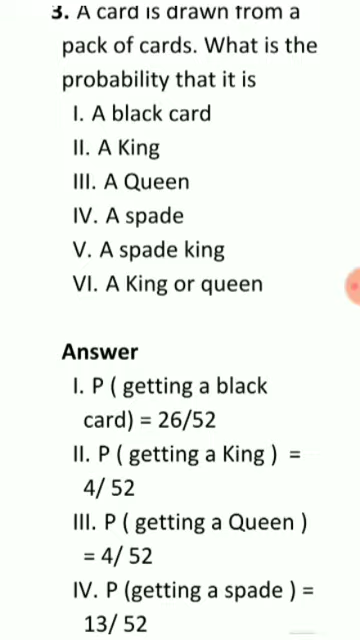 3. A card is drawn from a
pack of cards. What is the
probability that it is
I. A black card
II. A King
III. A Queen
IV. A spade
V. A spade king
VI. A King or queen
Answer
I. P ( getting a black
card) = 26/52
II. P ( getting a King ) =
4/ 52
III. P ( getting a Queen )
= 4/ 52
IV. P (getting a spade ) =
13/ 52